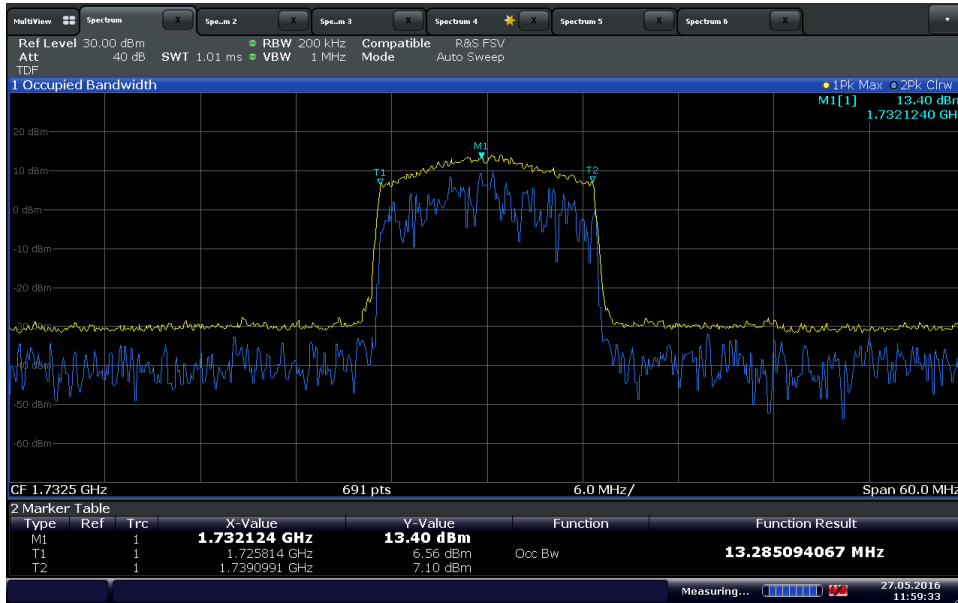 MultiView Spectrum X Spe...m 2 X Spe...m 3 X Spectrum 4 X Spectrum 5 X Spectrum 6 X
Ref Level 30.00 dBm RBW 200 kHz Compatible R&S FSV
Att 40 dB SWT 1.01 ms VBW 1 MHz Mode Auto Sweep
TDF
1 Occupied Bandwidth 1Pk Max 2Pk Clrw
M1[1] 13.40 dBm
1.7321240 GH
20 dBm
M1
10 dBm
T1
T2
0 dBm
-10 dBm
-20 dBm
-30 dBm
-40 dBm
-50 dBm
-60 dBm
CF 1.7325 GHz 691 pts 6.0 MHz/ Span 60.0 MHz
2 Marker Table
Type Ref Trc X-Value Y-Value Function Function Result
M1 1 1.732124 GHz 13.40 dBm
T1 1 1.725814 GHz 6.56 dBm Occ Bw 13.285094067 MHz
T2 1 1.7390991 GHz 7.10 dBm
Measuring... 27.05.2016
11:59:33